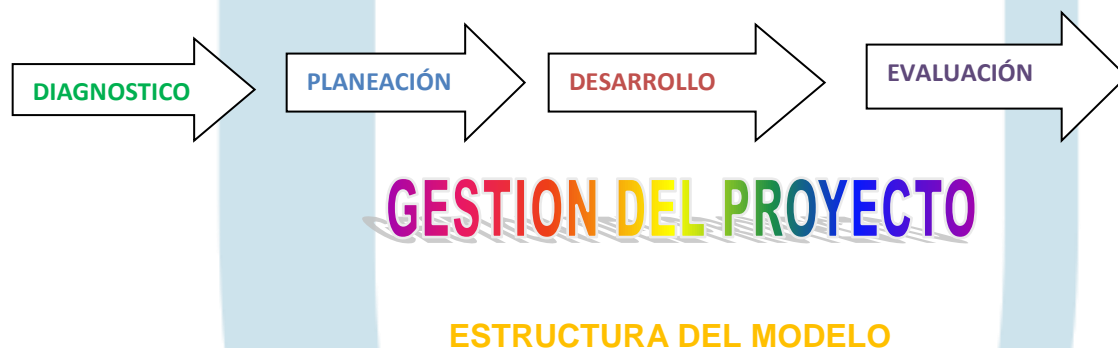 DIAGNOSTICO
PLANEACIÓN
DESARROLLO
EVALUACIÓN
GESTION DEL PROYECTO
ESTRUCTURA DEL MODELO